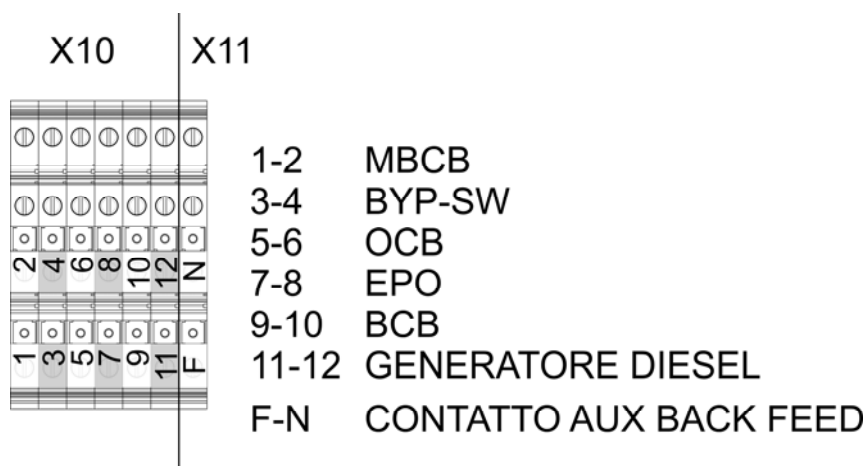 X10 X11
1-2 MBCB
3-4 BYP-SW
5-6 OCB
7-8 EPO
9-10 BCB
11-12 GENERATORE DIESEL
F-N CONTATTO AUX BACK FEED
2 4 6 8 10 12 N
1 3 5 7 9 11 F